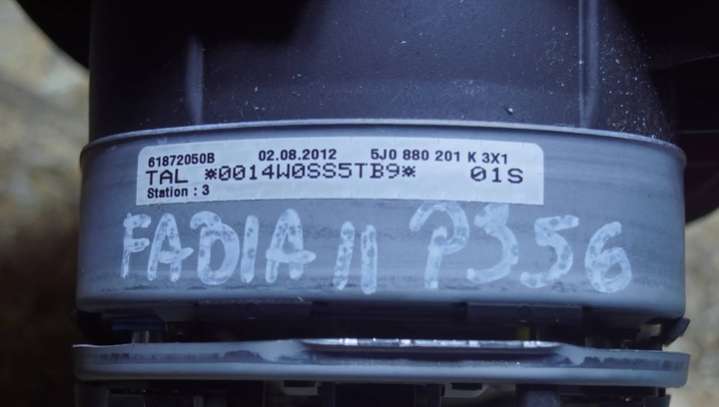 61872050B 02.08.2012 5J0 880 201 K 3X1
TAL *0014W0SS5TB9* 01S
Station : 3
FADIA II P356